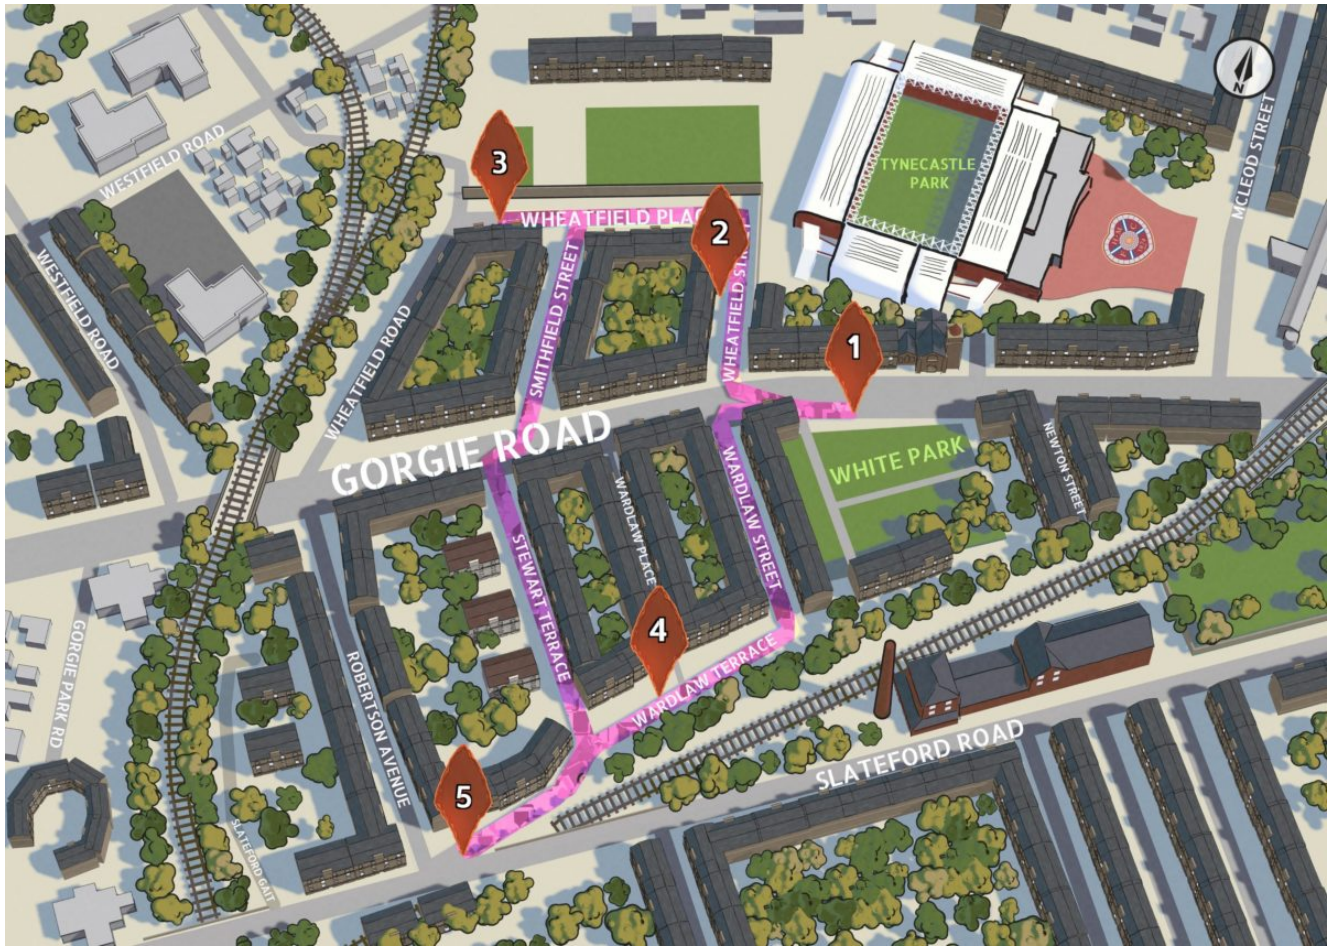 WESTFIELD ROAD
3
WHEATFIELD PLAC
2
TYNECASTLE
PARK
N
MCLEOD STREET
WESTFIELD ROAD
WHEATFIELD ROAD
SMITHFIELD STREET
WHEATFIELD STR
1
GORGIE ROAD
WHITE PARK
NEWTON STREET
WARDLAW STREET
WARDLAW PLACE
STEWART TERRACE
4
WARDLAW TERRACE
GORGIE PARK RD
ROBERTSON AVENUE
5
SLATEFORD ROAD
SLATEFORD GAIT